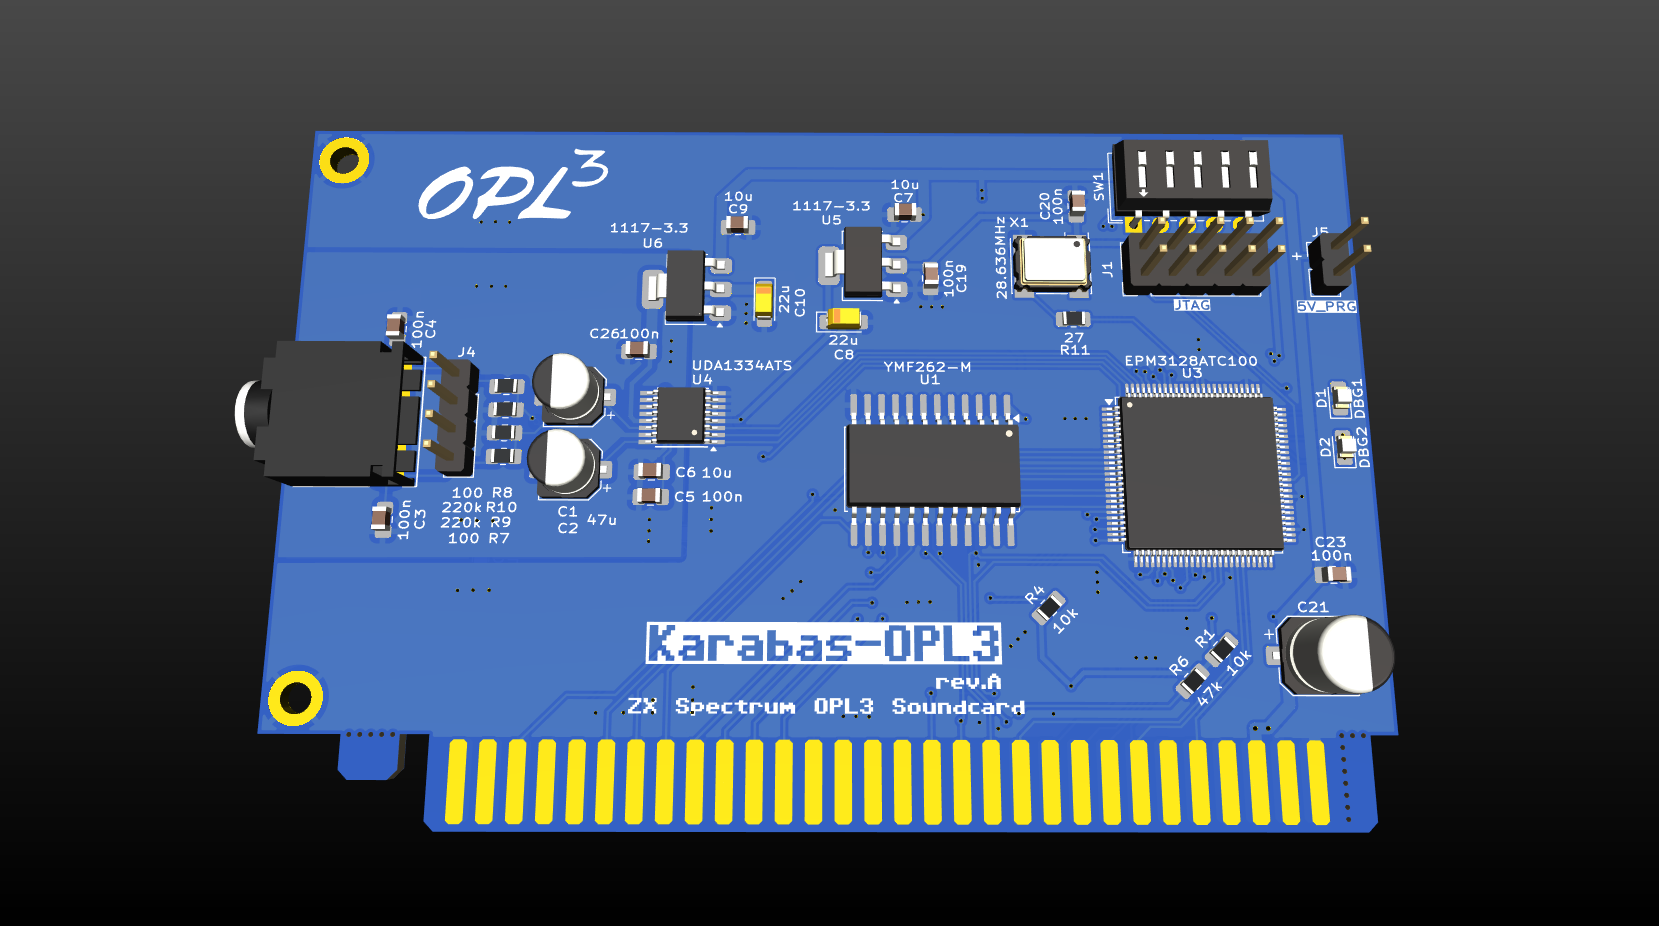 OPL3
10u
C9
1117-3.3
U6
10u
C7
1117-3.3
U5
C20
100n
SW1
X1
28.636MHz
J1
JTAG
J5
+
5V_PRG
100n
C19
22u
C10
22u
C8
27
R11
100n
C4
J4
C26 100n
UDA1334ATS
U4
YMF262-M
U1
EPM3128ATC100
U3
D1
DBG1
D2
DBG2
+
+
C6 10u
C5 100n
100 R8
220k R10
220k R9
100 R7
C1
C2
47u
100n
C3
C23
100n
C21
+
R4
10k
R1
10k
R6
47k
Karabas-OPL3
rev.A
ZX Spectrum OPL3 Soundcard